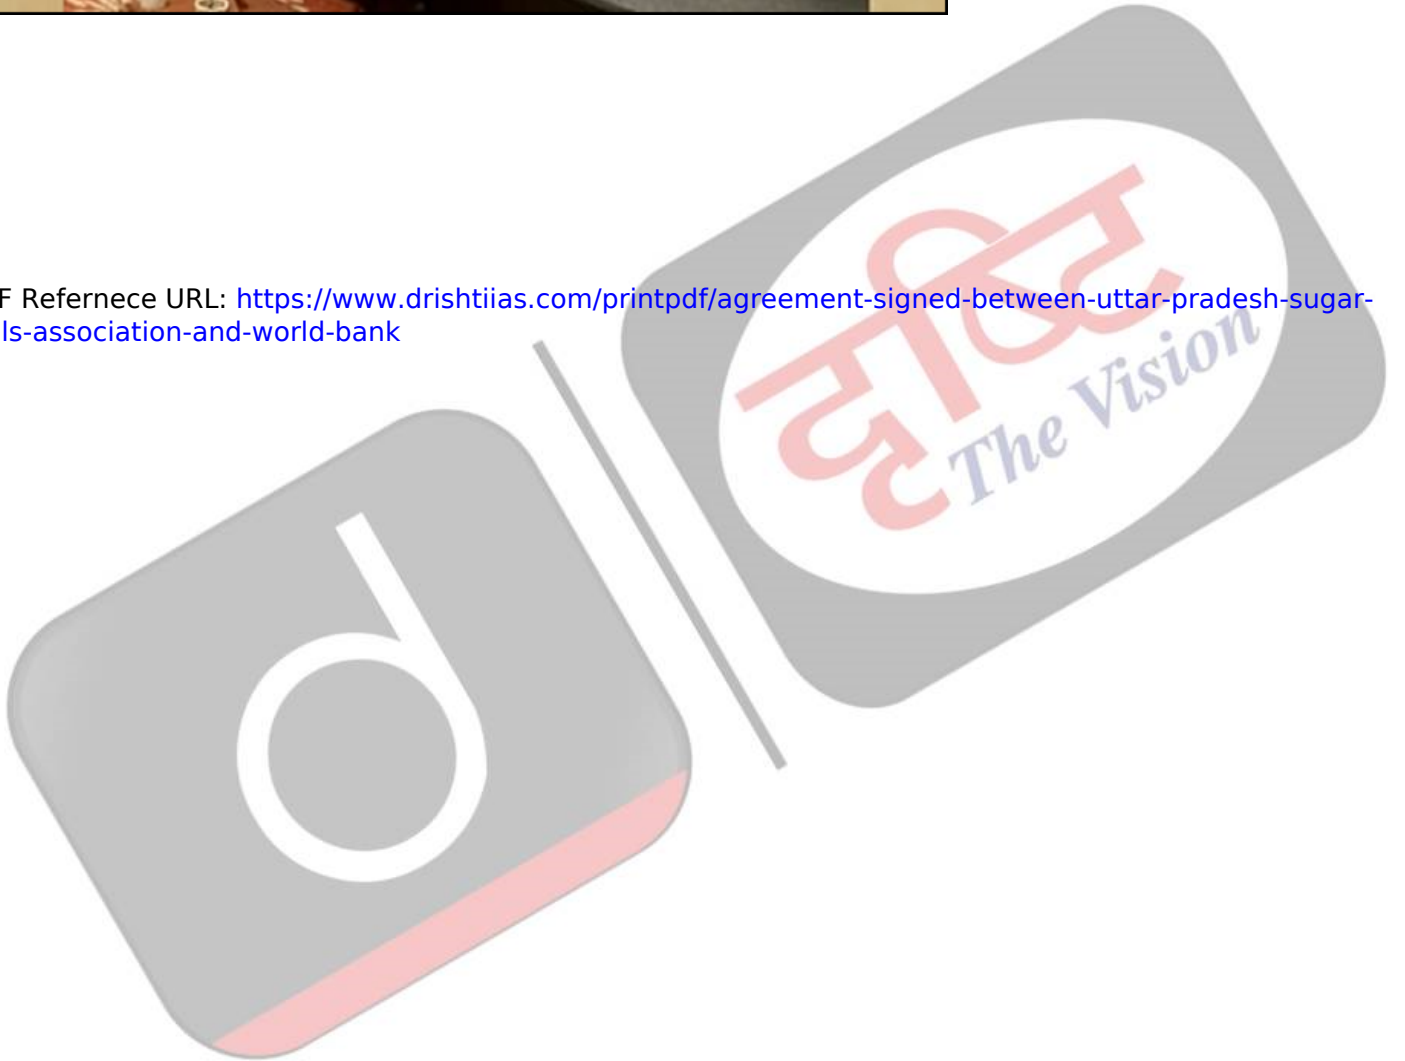 F Refernece URL: https://www.drishtiias.com/printpdf/agreement-signed-between-uttar-pradesh-sugar-
ls-association-and-world-bank
दृष्टि
The Vision
d